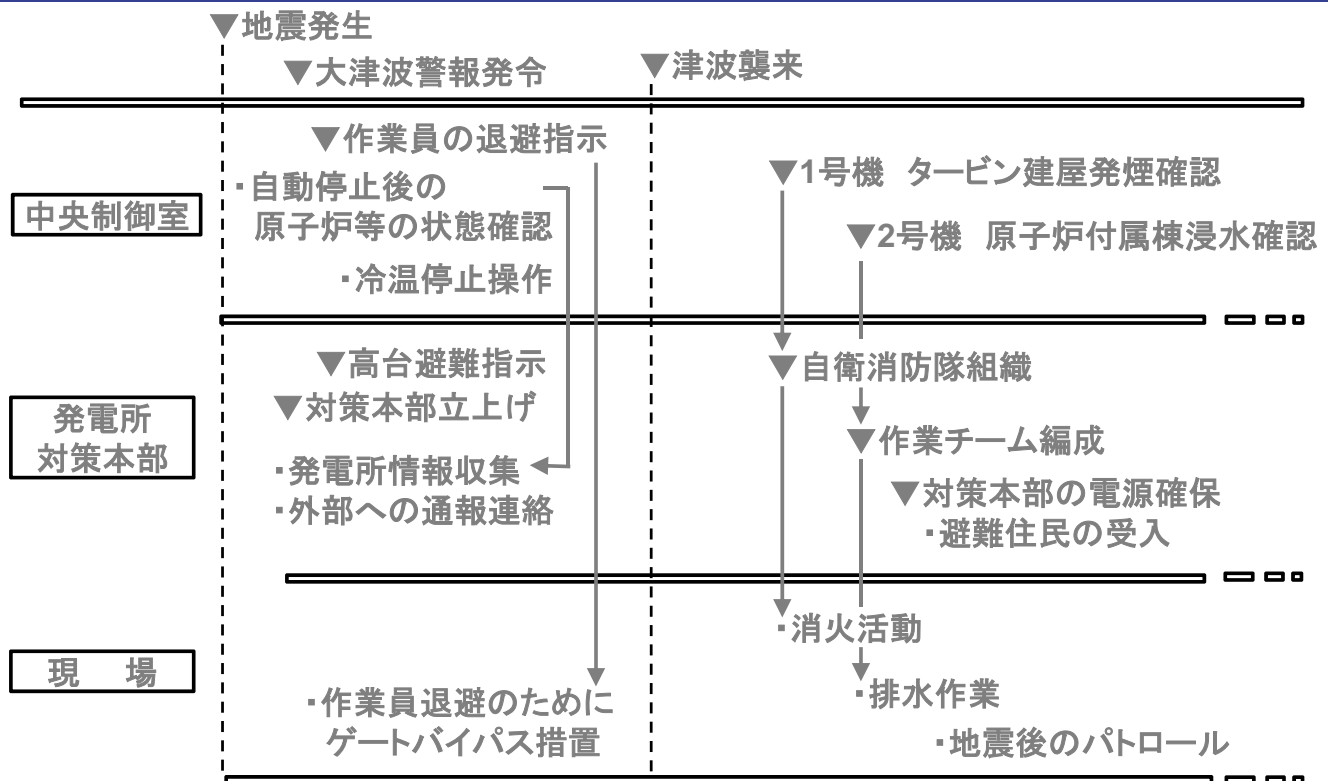 ▼地震発生
▼大津波警報発令
▼津波襲来
中央制御室
▼作業員の退避指示
・自動停止後の
原子炉等の状態確認
・冷温停止操作
▼1号機 タービン建屋発煙確認
▼2号機 原子炉付属棟浸水確認
発電所
対策本部
▼高台避難指示
▼対策本部立上げ
・発電所情報収集
・外部への通報連絡
▼自衛消防隊組織
▼作業チーム編成
▼対策本部の電源確保
・避難住民の受入
現 場
・作業員退避のために
ゲートバイパス措置
・消火活動
・排水作業
・地震後のパトロール